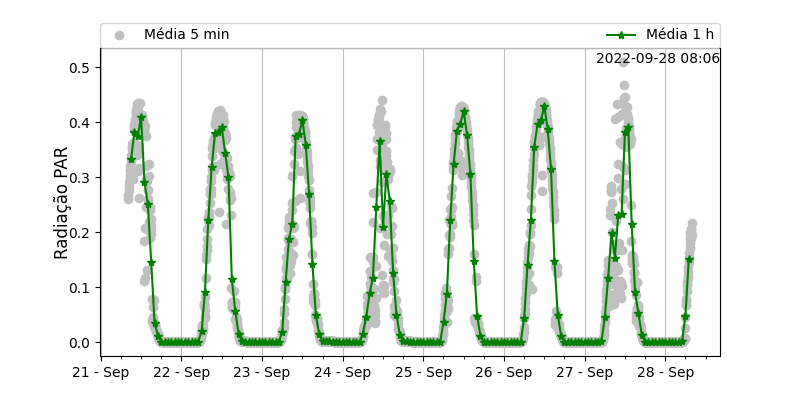 Média 5 min
Média 1 h
2022-09-28 08:06
Radiação PAR
0.5
0.4
0.3
0.2
0.1
0.0
21 - Sep
22 - Sep
23 - Sep
24 - Sep
25 - Sep
26 - Sep
27 - Sep
28 - Sep